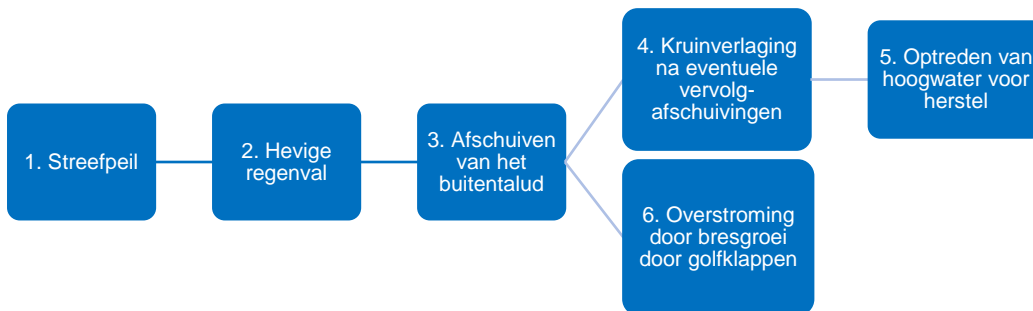 1. Streefpeil
2. Hevige
regenval
3. Afschuiven
van het
buitentalud
4. Kruinverlaging
na eventuele
vervolg-
afschuivingen
5. Optreden van
hoogwater voor
herstel
6. Overstroming
door bresgroei
door golfklappen